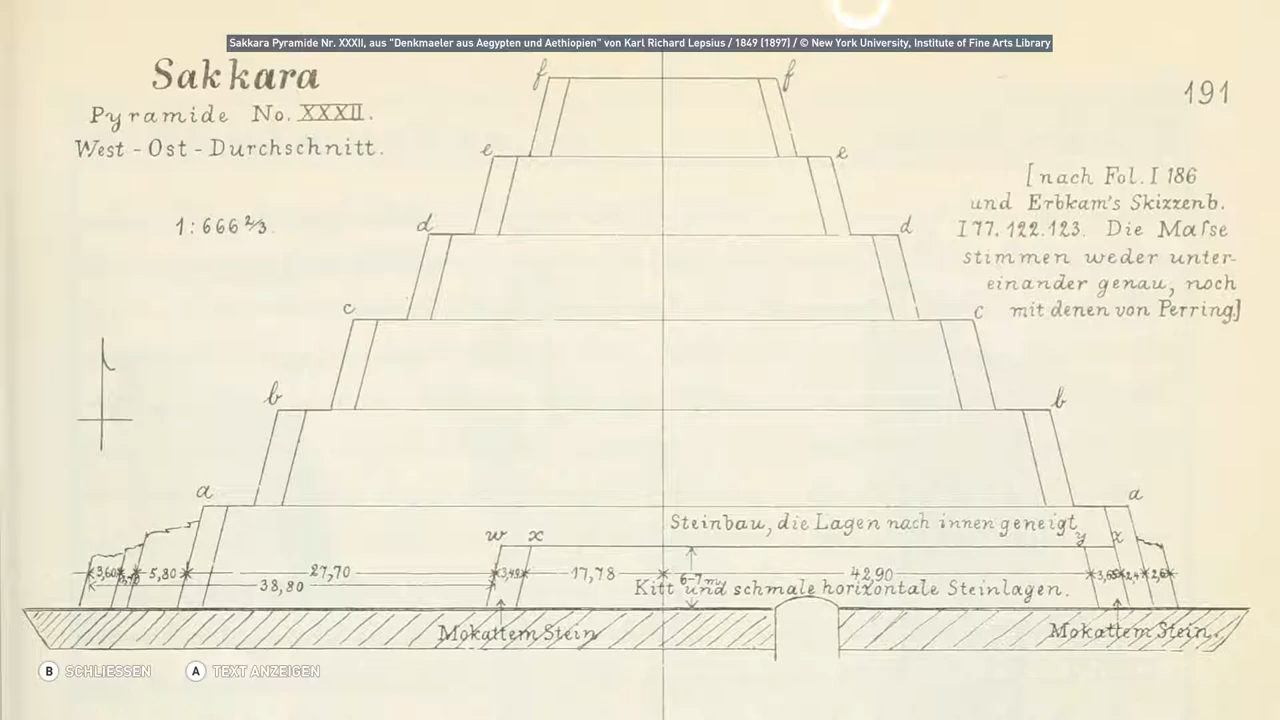 Sakkara Pyramide Nr. XXXII, aus "Denkmaeler aus Aegypten und Aethiopien" von Karl Richard Lepsius / 1849 (1897) / © New York University, Institute of Fine Arts Library
Sakkara
Pyramide No. XXXII.
West-Ost-Durchschnitt.
1:666⅔.
191
[nach Fol. I 186
und Erbkam's Skizzenb.
I 77. 122. 123. Die Maſse
stimmen weder unter-
einander genau, noch
mit denen von Perring.]
f f
e e
d d
c c
b b
a a
Steinbau, die Lagen nach innen geneigt
w x y z
3,60 5,80 27,70 3,49 17,78 42,90 3,65 2,4 2,6
38,80
6-7 m
Kitt und schmale horizontale Steinlagen.
Mokattem Stein Mokattem Stein.
B SCHLIESSEN A TEXT ANZEIGEN